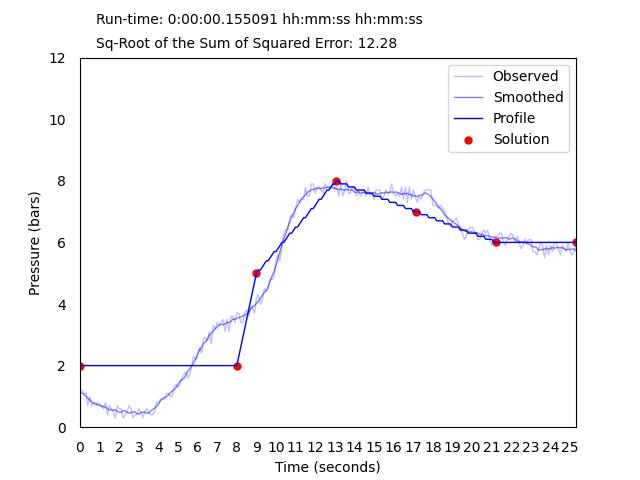 Run-time: 0:00:00.155091 hh:mm:ss hh:mm:ss
Sq-Root of the Sum of Squared Error: 12.28
12
10
8
6
4
2
0
Pressure (bars)
Observed
Smoothed
Profile
Solution
0 1 2 3 4 5 6 7 8 9 10 11 12 13 14 15 16 17 18 19 20 21 22 23 24 25
Time (seconds)